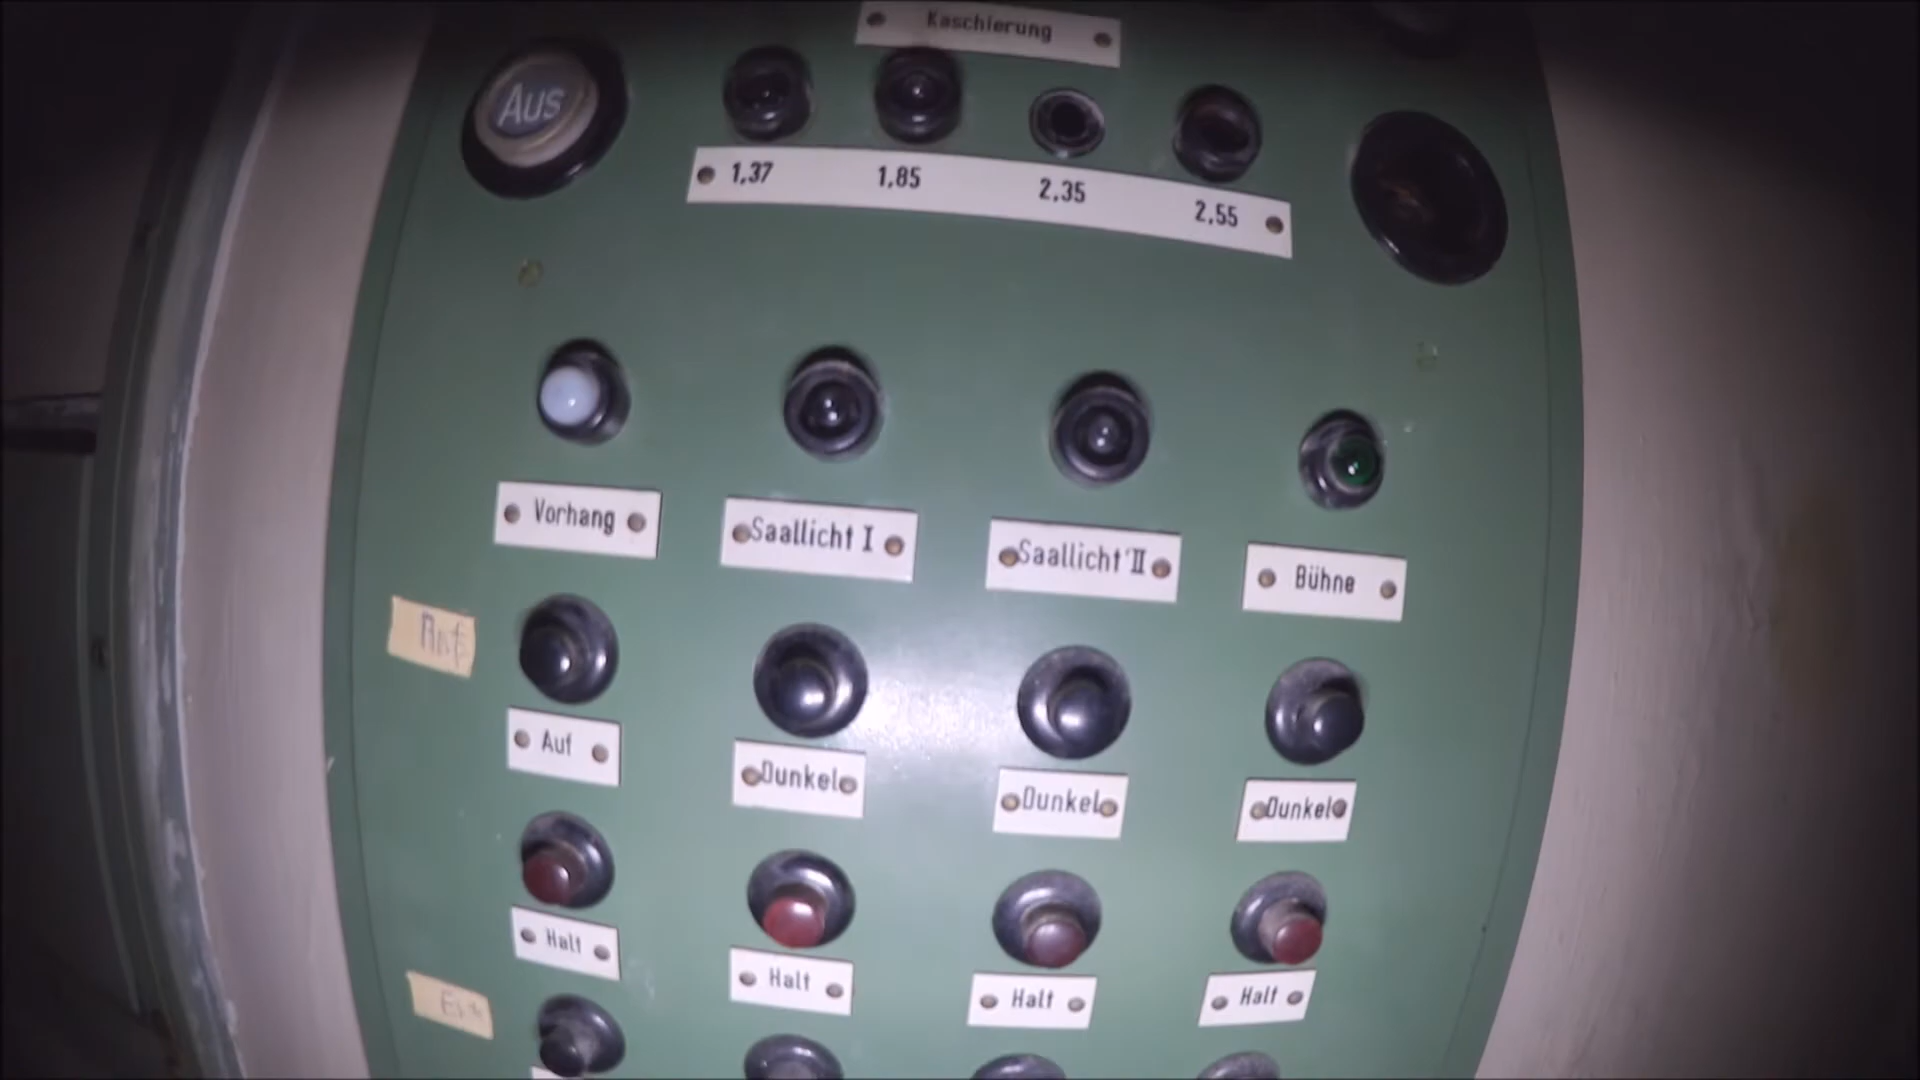 Kaschierung
Aus
1,37 1,85 2,35 2,55
Vorhang Saallicht I Saallicht II Bühne
Auf Dunkel Dunkel Dunkel
Halt Halt Halt Halt